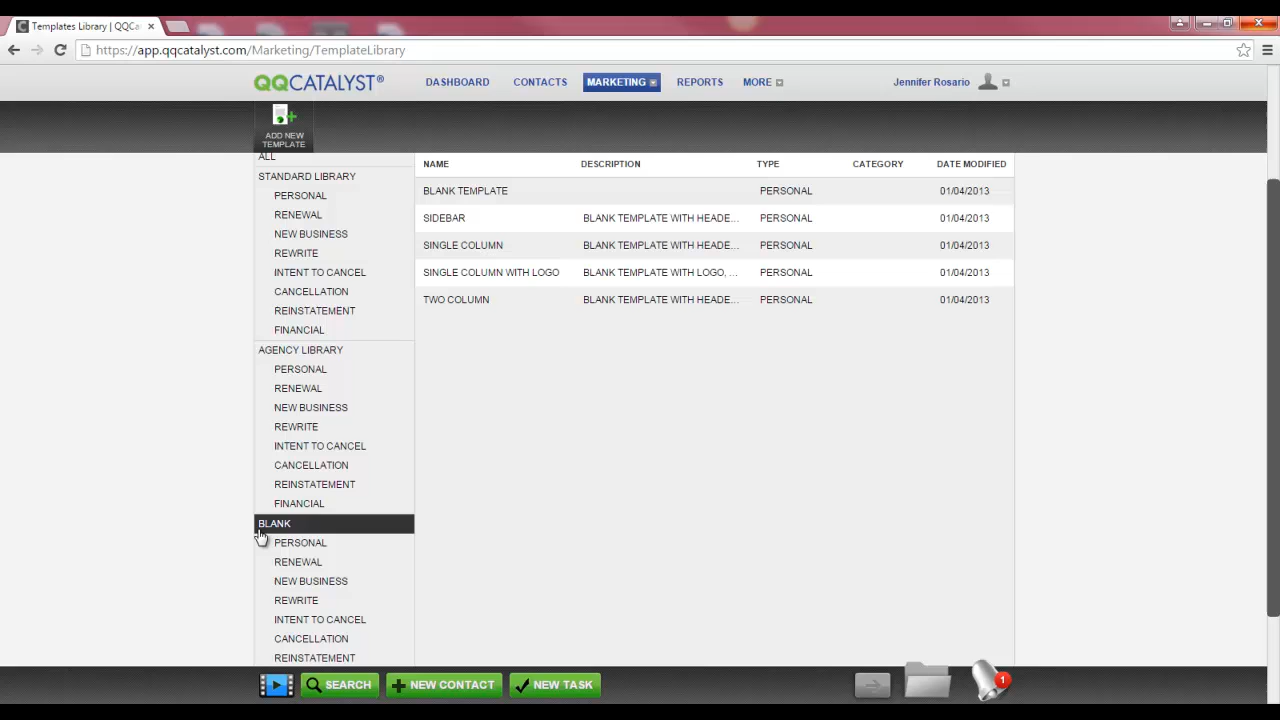 Templates Library | QQCa
https://app.qqcatalyst.com/Marketing/TemplateLibrary
QQCATALYST®
DASHBOARD
CONTACTS
MARKETING
REPORTS
MORE
Jennifer Rosario
ADD NEW
TEMPLATE
ALL
STANDARD LIBRARY
PERSONAL
RENEWAL
NEW BUSINESS
REWRITE
INTENT TO CANCEL
CANCELLATION
REINSTATEMENT
FINANCIAL
AGENCY LIBRARY
PERSONAL
RENEWAL
NEW BUSINESS
REWRITE
INTENT TO CANCEL
CANCELLATION
REINSTATEMENT
FINANCIAL
BLANK
PERSONAL
RENEWAL
NEW BUSINESS
REWRITE
INTENT TO CANCEL
CANCELLATION
REINSTATEMENT
NAME DESCRIPTION TYPE CATEGORY DATE MODIFIED
BLANK TEMPLATE PERSONAL 01/04/2013
SIDEBAR BLANK TEMPLATE WITH HEADE... PERSONAL 01/04/2013
SINGLE COLUMN BLANK TEMPLATE WITH HEADE... PERSONAL 01/04/2013
SINGLE COLUMN WITH LOGO BLANK TEMPLATE WITH LOGO, ... PERSONAL 01/04/2013
TWO COLUMN BLANK TEMPLATE WITH HEADE... PERSONAL 01/04/2013
SEARCH
NEW CONTACT
NEW TASK
1